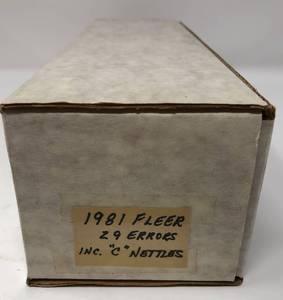 1981 FLEER
29 ERRORS
INC. "C" NETTLES